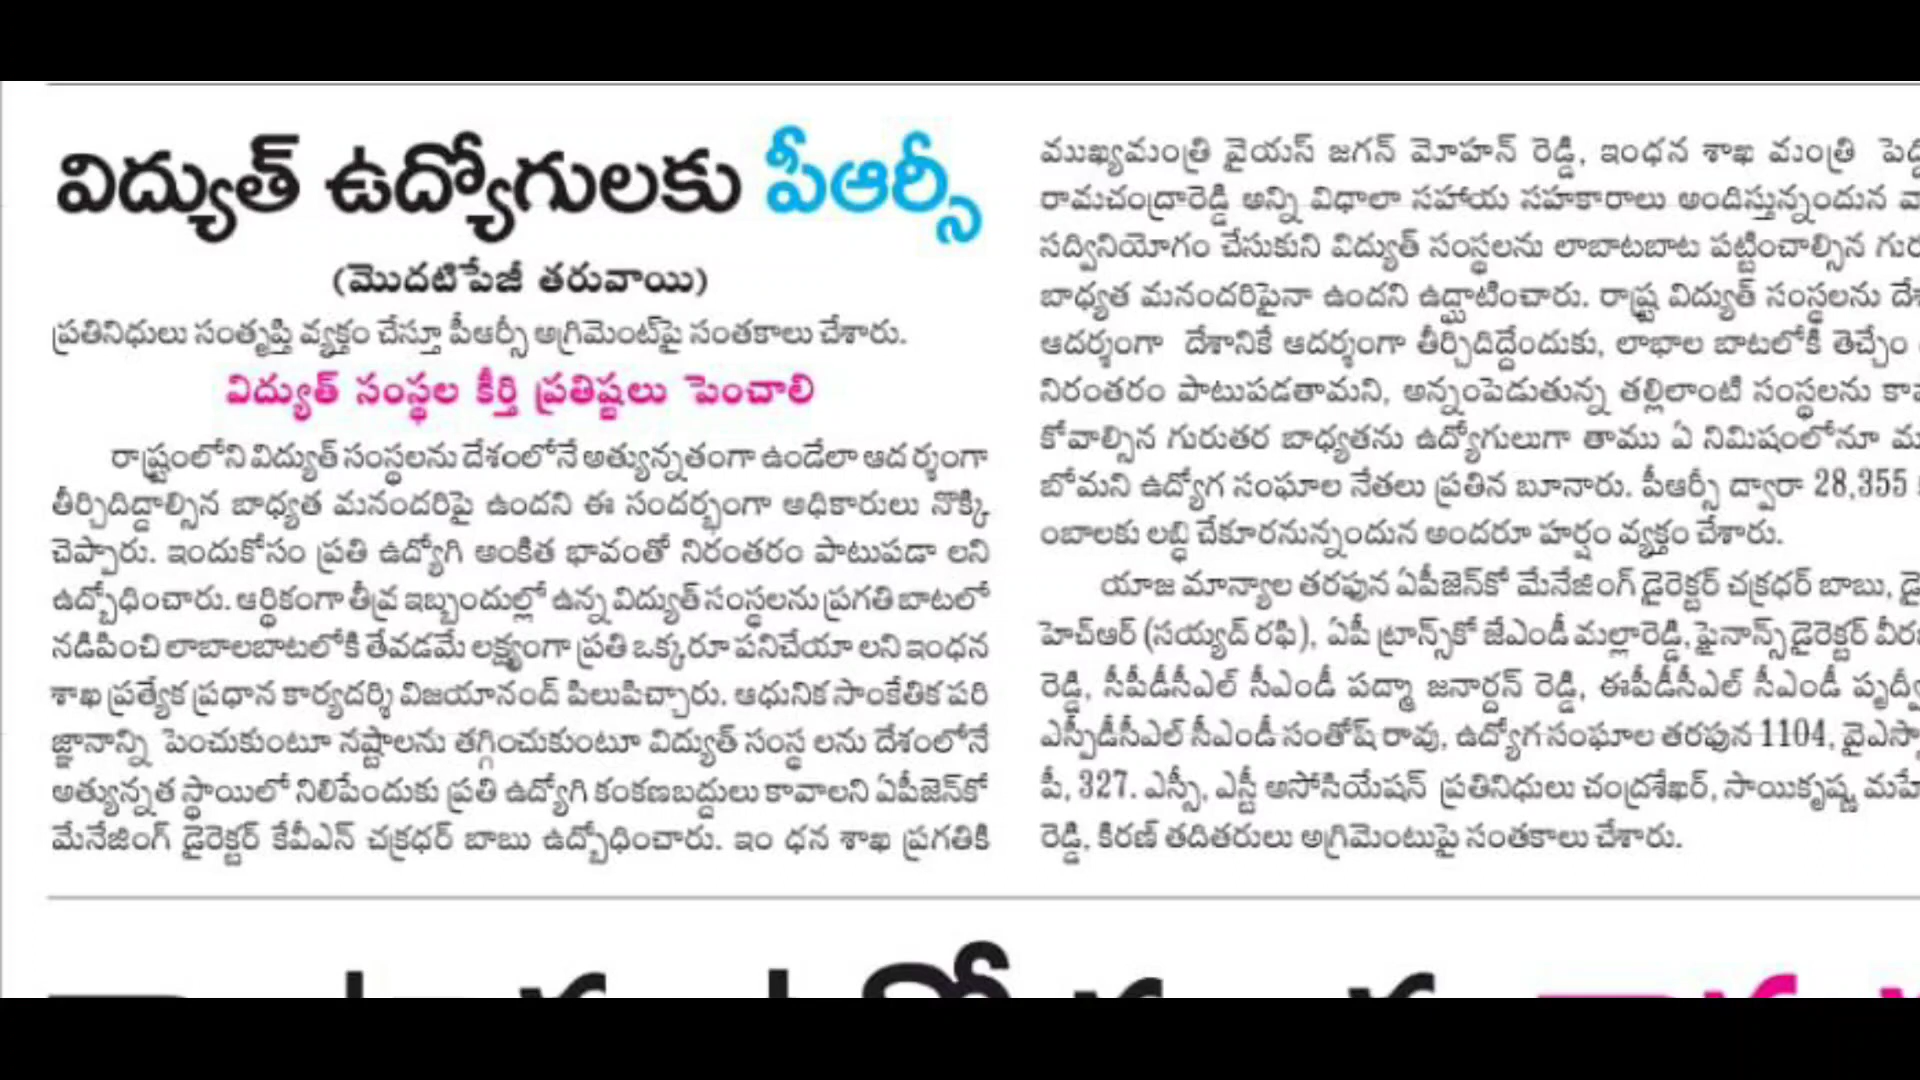 విద్యుత్ ఉద్యోగులకు పీఆర్సీ
(మొదటిపేజీ తరువాయి)
ప్రతినిధులు సంతృప్తి వ్యక్తం చేస్తూ పీఆర్సీ అగ్రిమెంట్‌పై సంతకాలు చేశారు.
విద్యుత్ సంస్థల కీర్తి ప్రతిష్టలు పెంచాలి
రాష్ట్రంలోని విద్యుత్ సంస్థలను దేశంలోనే అత్యున్నతంగా ఉండేలా ఆద ర్శంగా
తీర్చిదిద్దాల్సిన బాధ్యత మనందరిపై ఉందని ఈ సందర్భంగా అధికారులు నొక్కి
చెప్పారు. ఇందుకోసం ప్రతి ఉద్యోగి అంకిత భావంతో నిరంతరం పాటుపడా లని
ఉద్బోధించారు. ఆర్థికంగా తీవ్ర ఇబ్బందుల్లో ఉన్న విద్యుత్ సంస్థలను ప్రగతి బాటలో
నడిపించి లాబాలబాటలోకి తేవడమే లక్ష్యంగా ప్రతి ఒక్కరూ పనిచేయా లని ఇంధన
శాఖ ప్రత్యేక ప్రధాన కార్యదర్శి విజయానంద్ పిలుపిచ్చారు. ఆధునిక సాంకేతిక పరి
జ్ఞానాన్ని పెంచుకుంటూ నష్టాలను తగ్గించుకుంటూ విద్యుత్ సంస్థ లను దేశంలోనే
అత్యున్నత స్థాయిలో నిలిపేందుకు ప్రతి ఉద్యోగి కంకణబద్దులు కావాలని ఏపీజెన్‌కో
మేనేజింగ్ డైరెక్టర్ కేవీఎన్ చక్రధర్ బాబు ఉద్బోధించారు. ఇం ధన శాఖ ప్రగతికి
ముఖ్యమంత్రి వైయస్ జగన్ మోహన్ రెడ్డి, ఇంధన శాఖ మంత్రి
రామచంద్రారెడ్డి అన్ని విధాలా సహాయ సహకారాలు అందిస్తున్నందున
సద్వినియోగం చేసుకుని విద్యుత్ సంస్థలను లాబాటబాట పట్టించాల్సిన
బాధ్యత మనందరిపైనా ఉందని ఉద్ఘాటించారు. రాష్ట్ర విద్యుత్ సంస్థలను
ఆదర్శంగా దేశానికే ఆదర్శంగా తీర్చిదిద్దేందుకు, లాభాల బాటలోకి తెచ్చేం
నిరంతరం పాటుపడతామని, అన్నంపెడుతున్న తల్లిలాంటి సంస్థలను
కోవాల్సిన గురుతర బాధ్యతను ఉద్యోగులుగా తాము ఏ నిమిషంలోనూ
బోమని ఉద్యోగ సంఘాల నేతలు ప్రతిన బూనారు. పీఆర్సీ ద్వారా 28,355
ంబాలకు లబ్ధి చేకూరనున్నందున అందరూ హర్షం వ్యక్తం చేశారు.
యాజ మాన్యాల తరఫున ఏపీజెన్‌కో మేనేజింగ్ డైరెక్టర్ చక్రధర్ బాబు,
హెచ్ఆర్ (సయ్యద్ రఫి), ఏపీ ట్రాన్స్‌కో జేఎండీ మల్లారెడ్డి, ఫైనాన్స్ డైరెక్టర్
రెడ్డి, సీపీడీసీఎల్ సీఎండీ పద్మా జనార్దన్ రెడ్డి, ఈపీడీసీఎల్ సీఎండీ
ఎస్పీడీసీఎల్ సీఎండీ సంతోష్ రావు, ఉద్యోగ సంఘాల తరఫున 1104,
పీ, 327. ఎస్సీ, ఎస్టీ అసోసియేషన్ ప్రతినిధులు చంద్రశేఖర్, సాయికృష్ణ
రెడ్డి, కిరణ్ తదితరులు అగ్రిమెంటుపై సంతకాలు చేశారు.